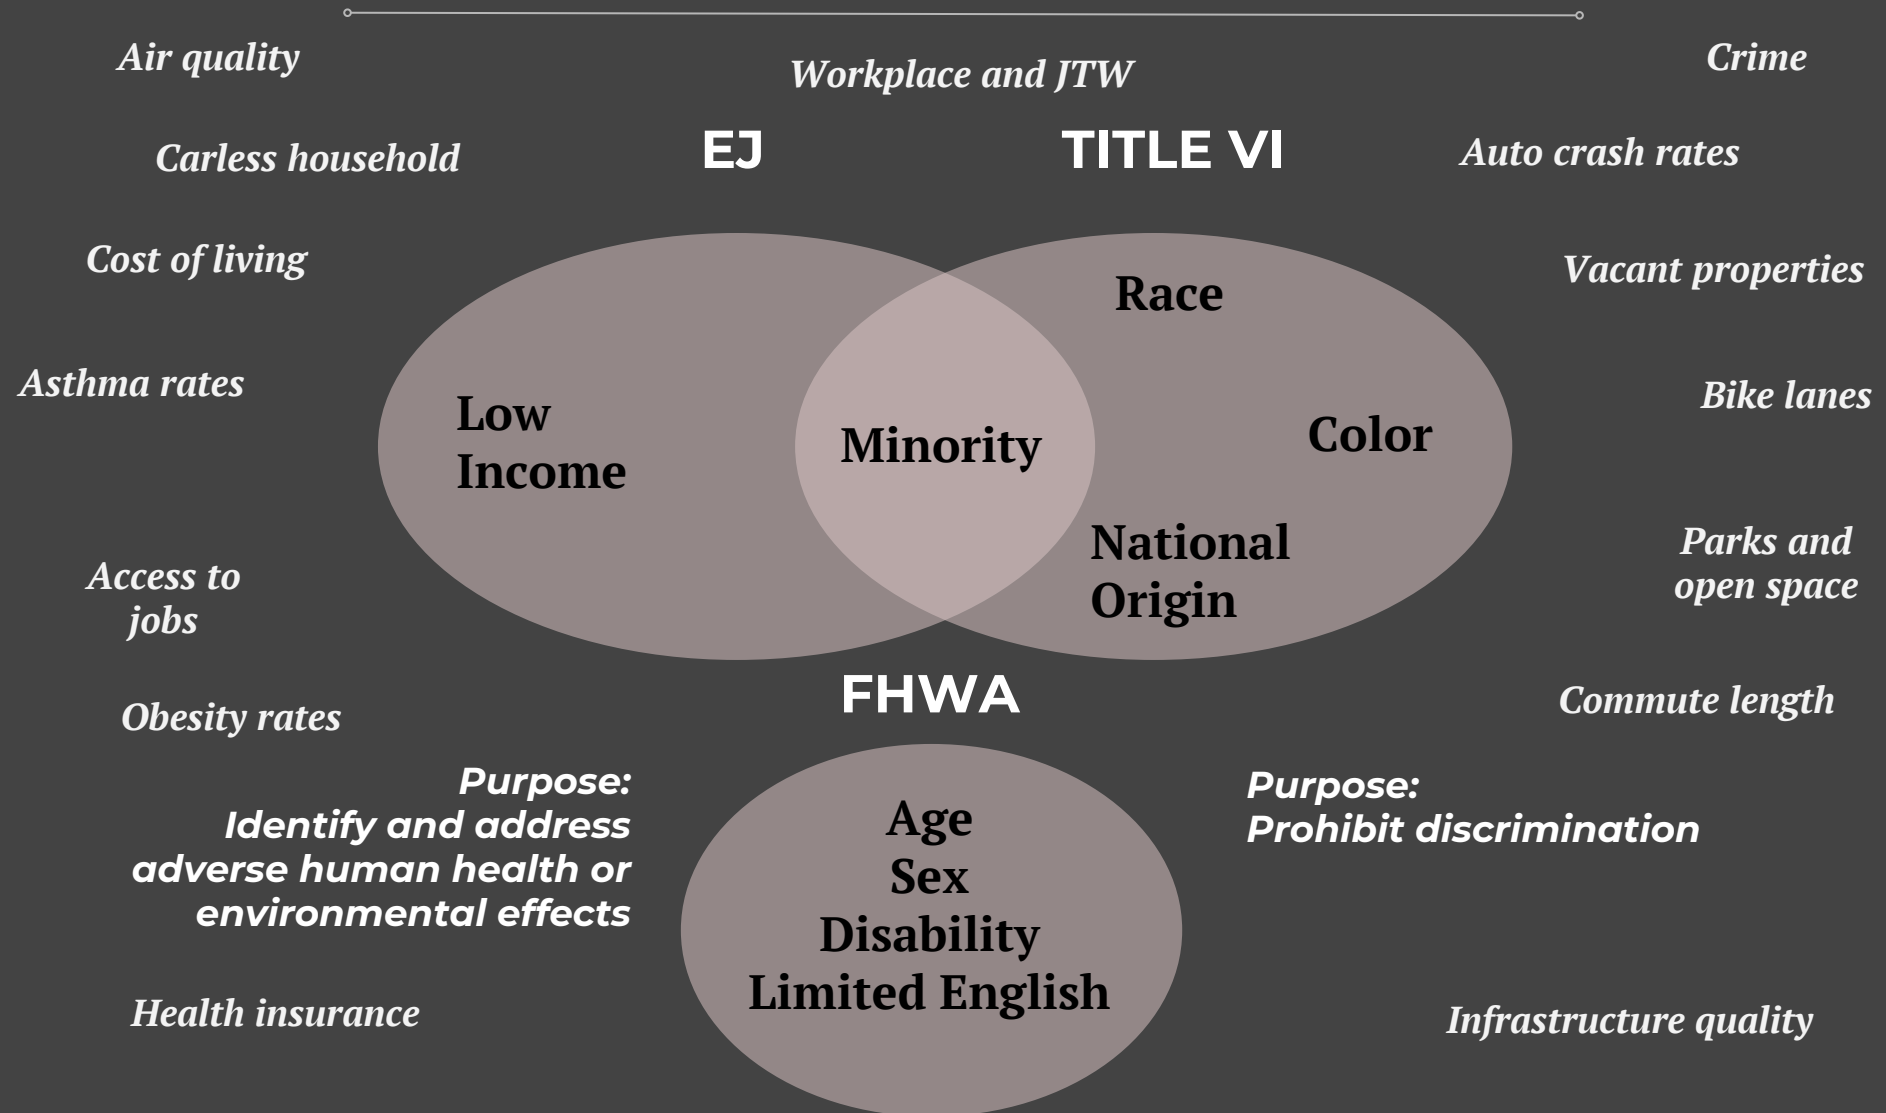 Air quality
Workplace and JTW
Crime
Carless household
EJ
TITLE VI
Auto crash rates
Cost of living
Vacant properties
Race
Asthma rates
Bike lanes
Low
Income
Minority
Color
National
Origin
Parks and
open space
Access to
jobs
FHWA
Obesity rates
Commute length
Purpose:
Identify and address
adverse human health or
environmental effects
Purpose:
Prohibit discrimination
Age
Sex
Disability
Limited English
Health insurance
Infrastructure quality